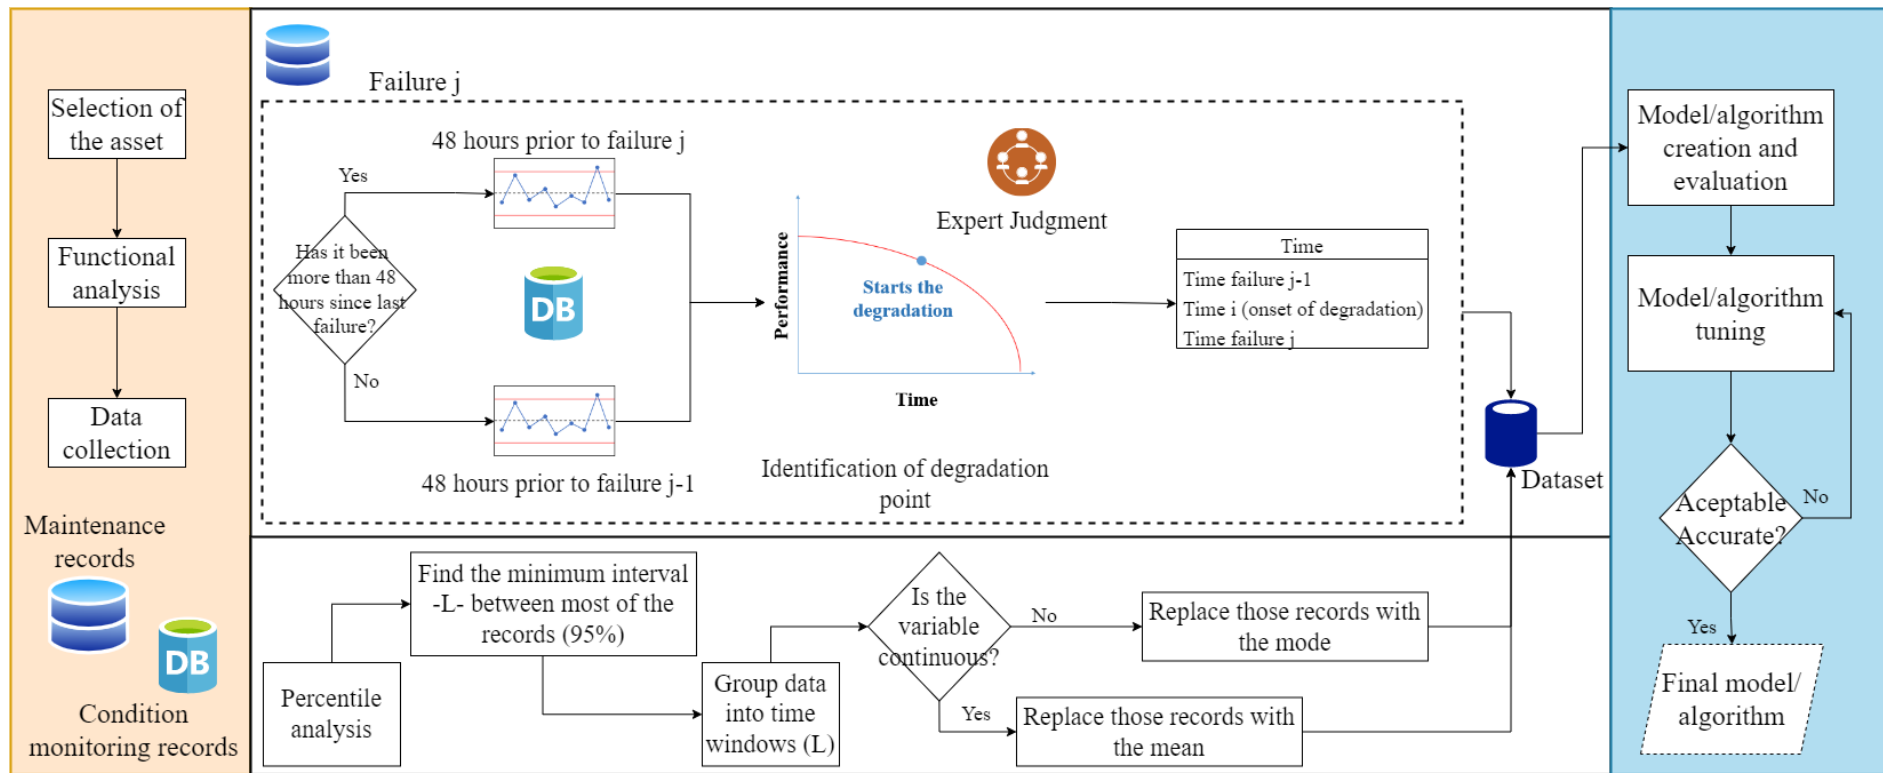 Selection of
the asset
Functional
analysis
Data
collection
Maintenance
records
DB
Condition
monitoring records
Failure j
48 hours prior to failure j
Yes
Has it been
more than 48
hours since last
failure?
No
DB
48 hours prior to failure j-1
Expert Judgment
Performance
Starts the
degradation
Time
Identification of degradation
point
Time
Time failure j-1
Time i (onset of degradation)
Time failure j
Dataset
Percentile
analysis
Find the minimum interval
-L- between most of the
records (95%)
Group data
into time
windows (L)
Is the
variable
continuous?
No
Replace those records with
the mode
Yes
Replace those records with
the mean
Model/algorithm
creation and
evaluation
Model/algorithm
tuning
Aceptable
Accurate?
No
Yes
Final model/
algorithm